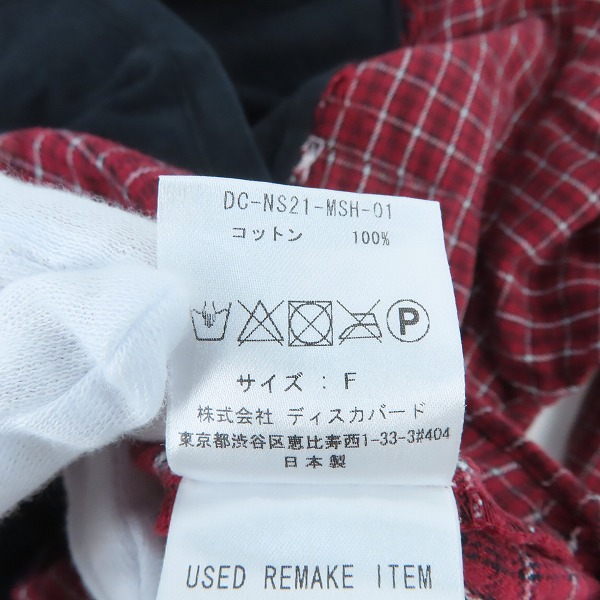 DC-NS21-MSH-01
コットン 100%
P
サイズ : F
株式会社 ディスカバード
東京都渋谷区恵比寿西1-33-3#404
日本製
USED REMAKE ITEM